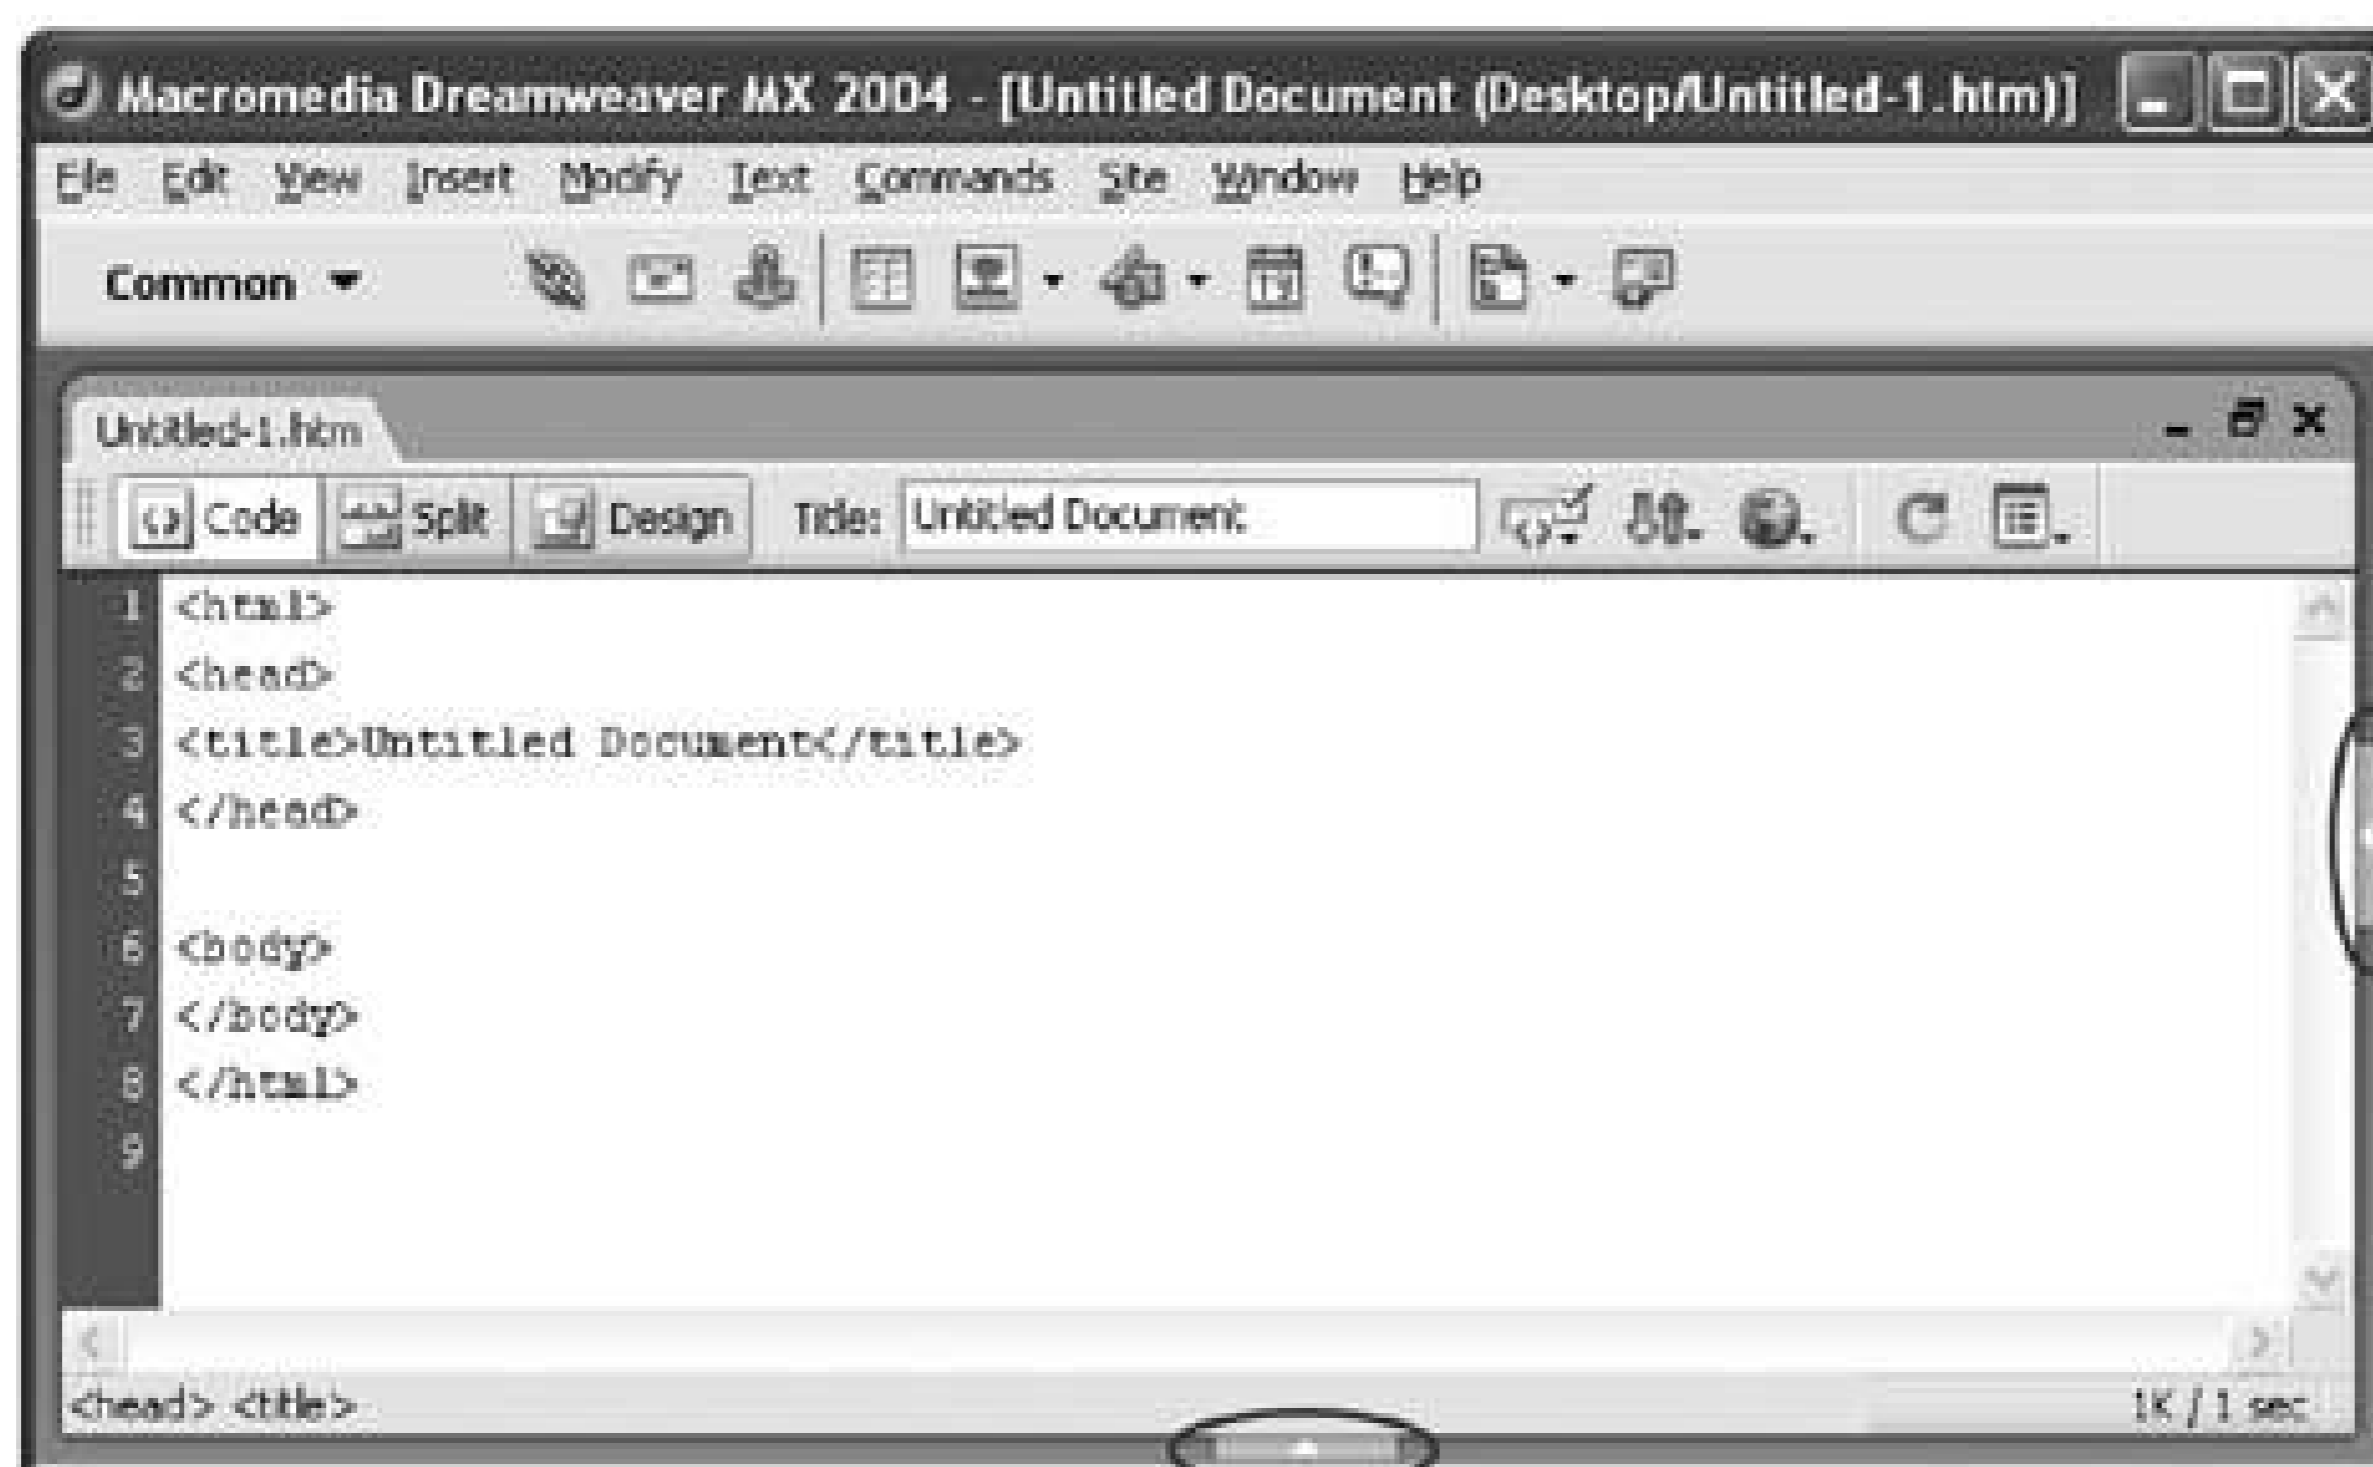 Macromedia Dreamweaver MX 2004 - [Untitled Document (Desktop/Untitled-1.htm)]
File Edit View Insert Modify Text Commands Site Window Help
Common
Untitled-1.htm
Code Split Design Title: Untitled Document
1 <html>
2 <head>
3 <title>Untitled Document</title>
4 </head>
5
6 <body>
7 </body>
8 </html>
9
<head> <title>
1K / 1 sec